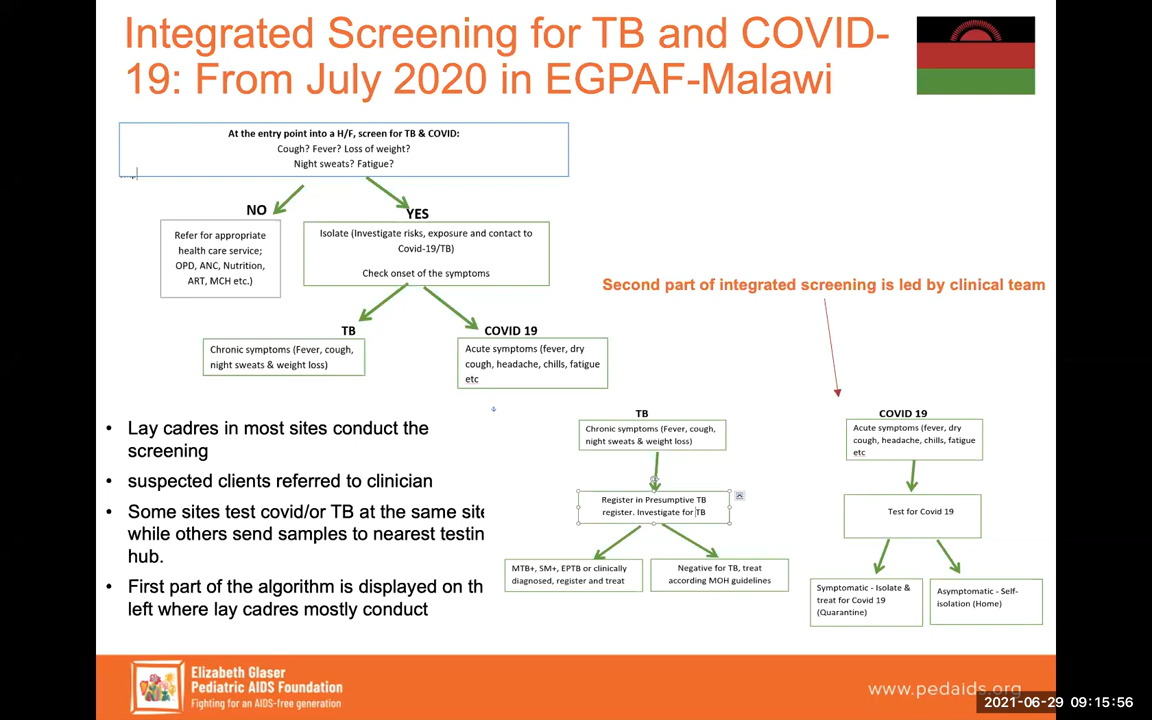 Integrated Screening for TB and COVID-
19: From July 2020 in EGPAF-Malawi
At the entry point into a H/F, screen for TB & COVID:
Cough? Fever? Loss of weight?
Night sweats? Fatigue?
NO
YES
Refer for appropriate
health care service;
OPD, ANC, Nutrition,
ART, MCH etc.)
Isolate (Investigate risks, exposure and contact to
Covid-19/TB)
Check onset of the symptoms
TB
Chronic symptoms (Fever, cough,
night sweats & weight loss)
COVID 19
Acute symptoms (fever, dry
cough, headache, chills, fatigue
etc
Second part of integrated screening is led by clinical team
• Lay cadres in most sites conduct the
screening
• suspected clients referred to clinician
• Some sites test covid/or TB at the same site
while others send samples to nearest testin
hub.
• First part of the algorithm is displayed on th
left where lay cadres mostly conduct
TB
Chronic symptoms (Fever, cough,
night sweats & weight loss)
Register in Presumptive TB
register. Investigate for TB
MTB+, SM+, EPTB or clinically
diagnosed, register and treat
Negative for TB, treat
according MOH guidelines
COVID 19
Acute symptoms (fever, dry
cough, headache, chills, fatigue
etc
Test for Covid 19
Symptomatic - Isolate &
treat for Covid 19
(Quarantine)
Asymptomatic - Self-
isolation (Home)
Elizabeth Glaser
Pediatric AIDS Foundation
Fighting for an AIDS-free generation
www.pedaids.org
2021-06-29 09:15:56